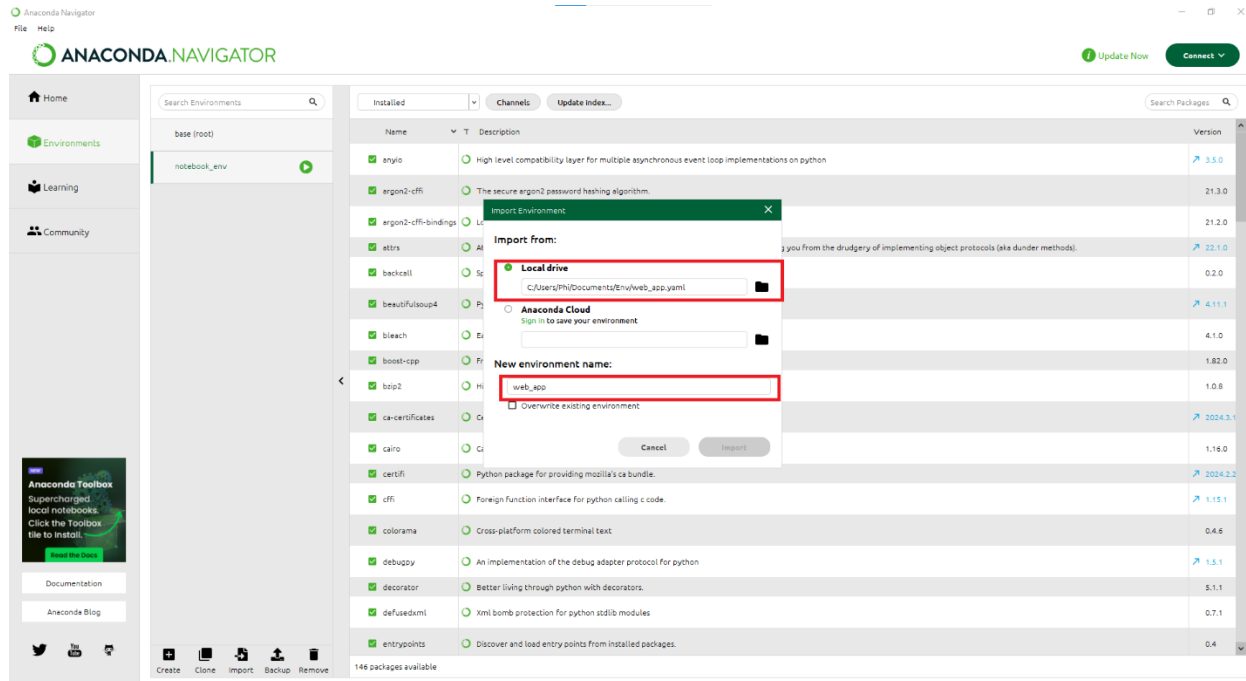 Anaconda Navigator
File Help
ANACONDA.NAVIGATOR
Update Now
Connect
Home
Environments
Learning
Community
NEW
Anaconda Toolbox
Supercharged
local notebooks.
Click the Toolbox
tile to install.
Read the Docs
Documentation
Anaconda Blog
You
Tube
Search Environments
base (root)
notebook_env
Create Clone Import Backup Remove
Installed Channels Update index... Search Packages
Name T Description Version
anyio High level compatibility layer for multiple asynchronous event loop implementations on python 3.5.0
argon2-cffi The secure argon2 password hashing algorithm. 21.3.0
argon2-cffi-bindings 21.2.0
attrs g you from the drudgery of implementing object protocols (aka dunder methods). 22.1.0
backcall 0.2.0
beautifulsoup4 4.11.1
bleach 4.1.0
boost-cpp 1.82.0
bzip2 1.0.8
ca-certificates 2024.3.1
cairo 1.16.0
certifi Python package for providing mozilla's ca bundle. 2024.2.2
cffi Foreign function interface for python calling c code. 1.15.1
colorama Cross-platform colored terminal text 0.4.6
debugpy An implementation of the debug adapter protocol for python 1.5.1
decorator Better living through python with decorators. 5.1.1
defusedxml Xml bomb protection for python stdlib modules 0.7.1
entrypoints Discover and load entry points from installed packages. 0.4
146 packages available
Import Environment
Import from:
Local drive
C:/Users/Phi/Documents/Env/web_app.yaml
Anaconda Cloud
Sign in to save your environment
New environment name:
web_app
Overwrite existing environment
Cancel Import